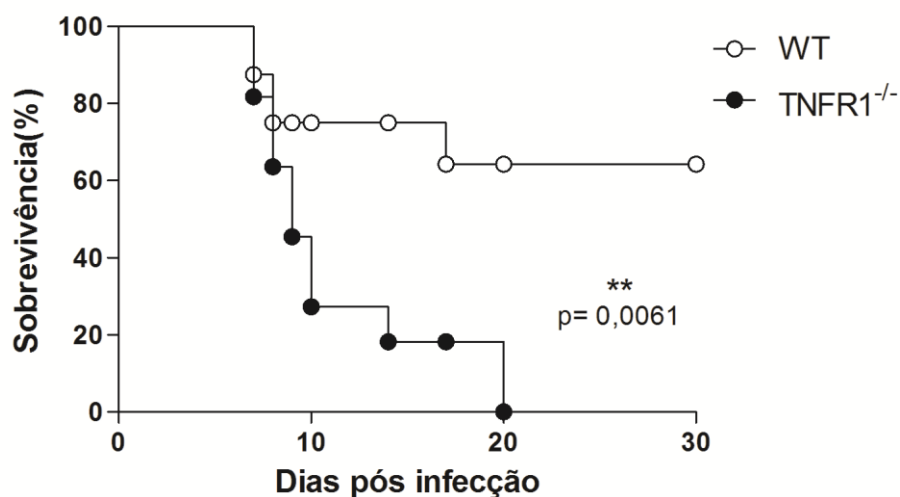 100
80
60
40
20
0
Sobrevivência(%)
0
10
20
30
Dias pós infecção
WT
TNFR1-/-
**
p= 0,0061